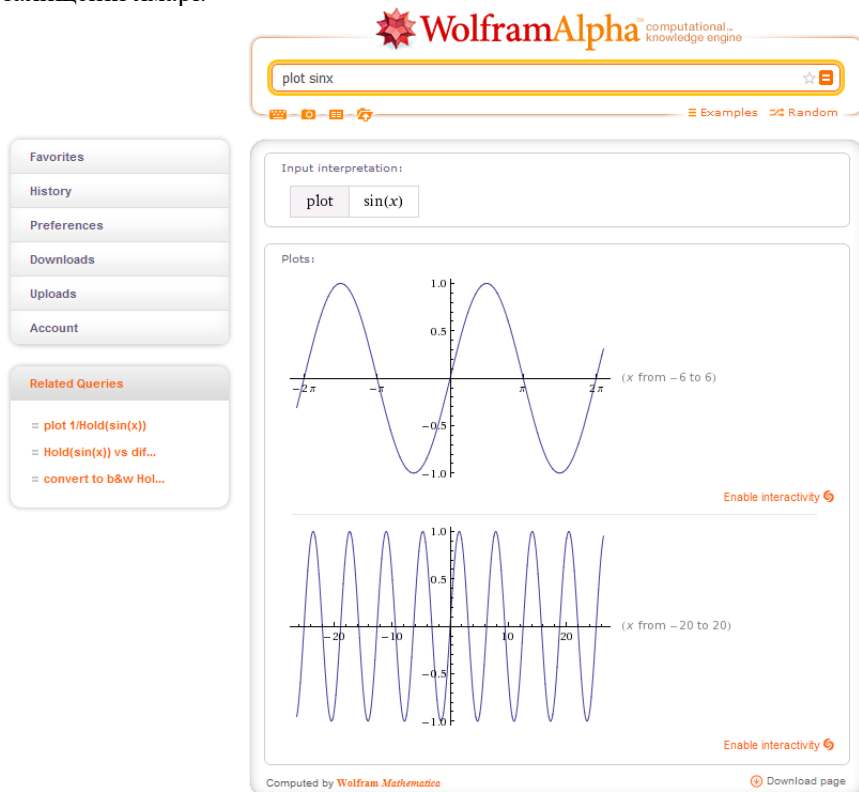 WolframAlpha™ computational... knowledge engine
plot sinx
Examples Random
Favorites
History
Preferences
Downloads
Uploads
Account
Related Queries
= plot 1/Hold(sin(x))
= Hold(sin(x)) vs dif...
= convert to b&w Hol...
Input interpretation:
plot sin(x)
Plots:
1.0
0.5
−2 π −π π 2 π
(x from −6 to 6)
−0.5
−1.0
Enable interactivity
1.0
0.5
−20 −10 10 20
(x from −20 to 20)
−0.5
−1.0
Enable interactivity
Computed by Wolfram Mathematica
Download page